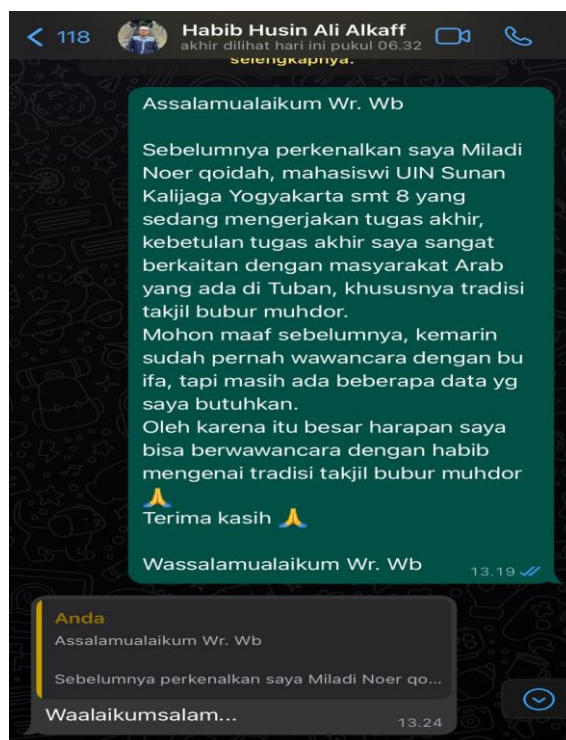 118
Habib Husin Ali Alkaff
akhir dilihat hari ini pukul 06.32
selengkapnya.
Assalamualaikum Wr. Wb
Sebelumnya perkenalkan saya Miladi
Noer qoidah, mahasiswi UIN Sunan
Kalijaga Yogyakarta smt 8 yang
sedang mengerjakan tugas akhir,
kebetulan tugas akhir saya sangat
berkaitan dengan masyarakat Arab
yang ada di Tuban, khususnya tradisi
takjil bubur muhdor.
Mohon maaf sebelumnya, kemarin
sudah pernah wawancara dengan bu
ifa, tapi masih ada beberapa data yg
saya butuhkan.
Oleh karena itu besar harapan saya
bisa berwawancara dengan habib
mengenai tradisi takjil bubur muhdor
🙏
Terima kasih 🙏
Wassalamualaikum Wr. Wb
13.19
Anda
Assalamualaikum Wr. Wb
Sebelumnya perkenalkan saya Miladi Noer qo...
Waalaikumsalam...
13.24